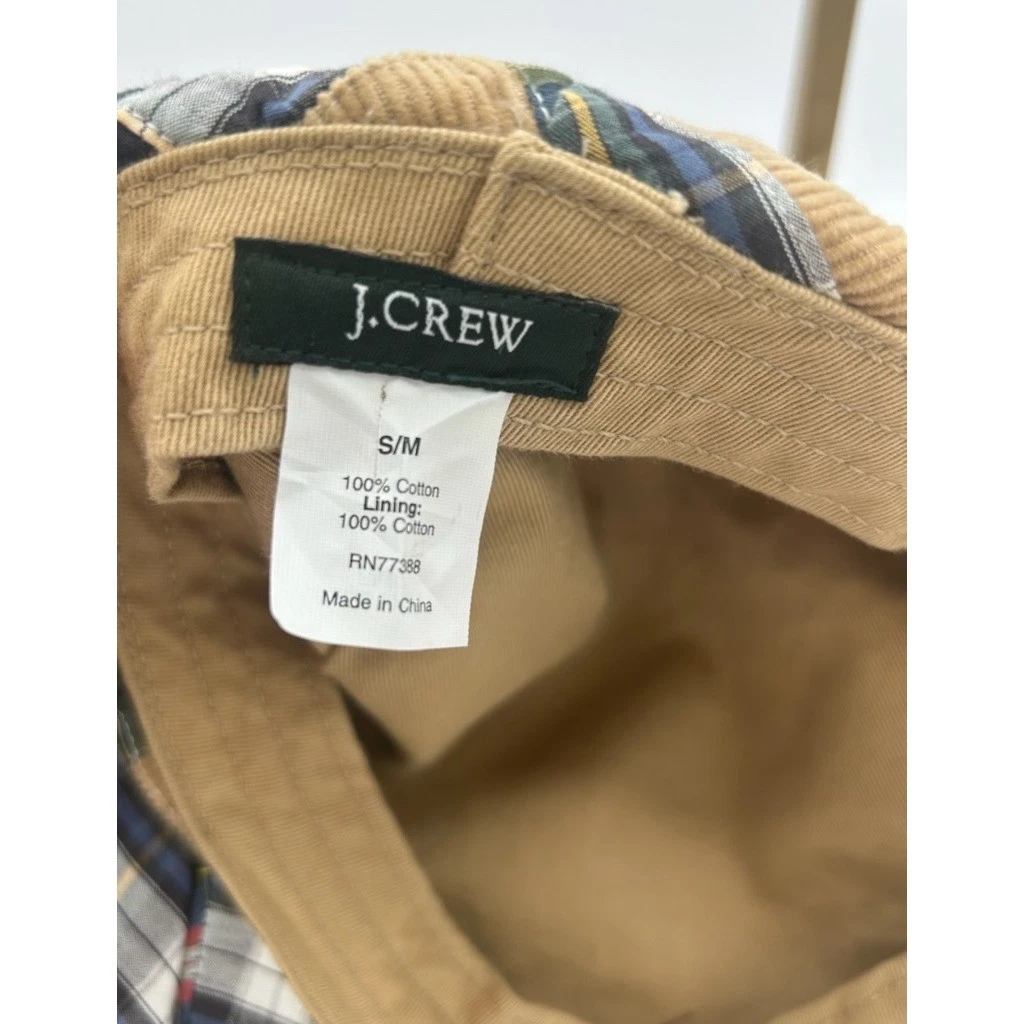 J.CREW
S/M
100% Cotton
Lining:
100% Cotton
RN77388
Made in China